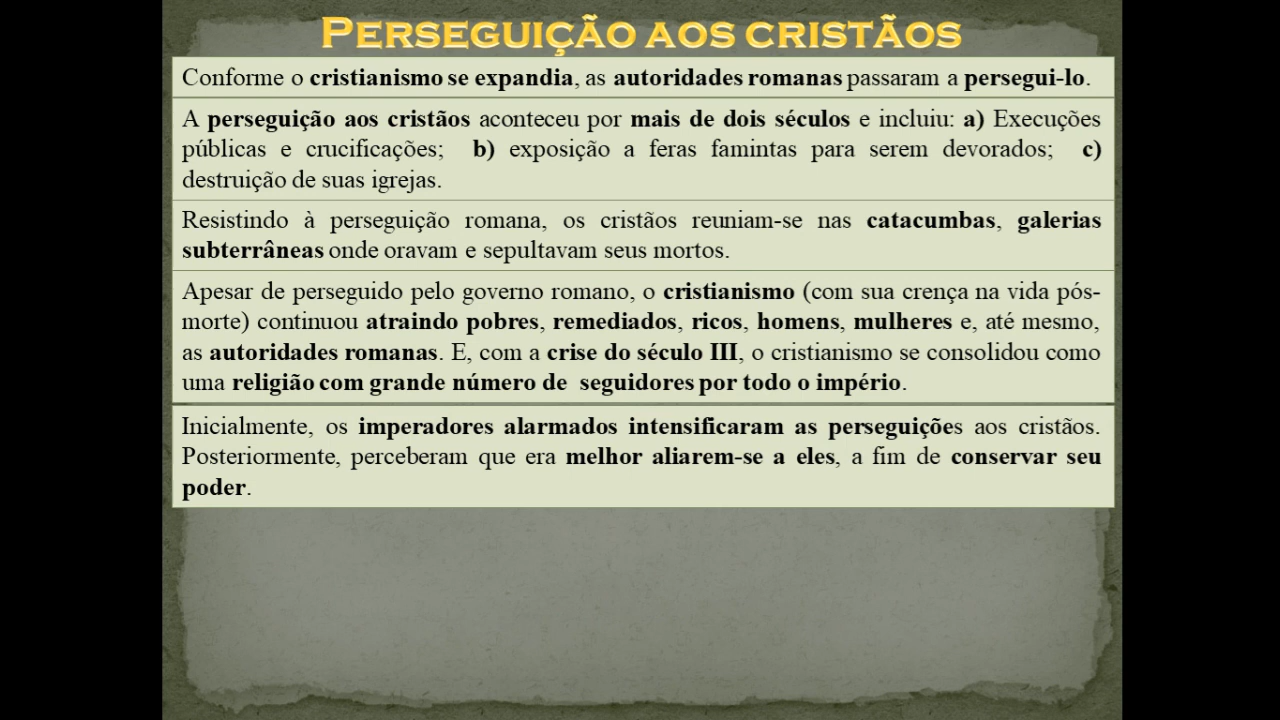 PERSEGUIÇÃO AOS CRISTÃOS
Conforme o cristianismo se expandia, as autoridades romanas passaram a persegui-lo.
A perseguição aos cristãos aconteceu por mais de dois séculos e incluiu: a) Execuções
públicas e crucificações; b) exposição a feras famintas para serem devorados; c)
destruição de suas igrejas.
Resistindo à perseguição romana, os cristãos reuniam-se nas catacumbas, galerias
subterrâneas onde oravam e sepultavam seus mortos.
Apesar de perseguido pelo governo romano, o cristianismo (com sua crença na vida pós-
morte) continuou atraindo pobres, remediados, ricos, homens, mulheres e, até mesmo,
as autoridades romanas. E, com a crise do século III, o cristianismo se consolidou como
uma religião com grande número de seguidores por todo o império.
Inicialmente, os imperadores alarmados intensificaram as perseguições aos cristãos.
Posteriormente, perceberam que era melhor aliarem-se a eles, a fim de conservar seu
poder.